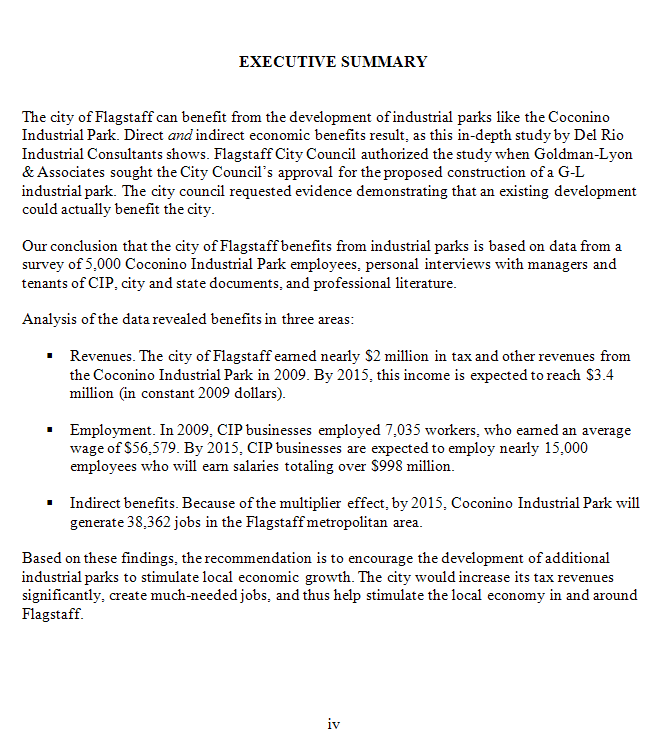 EXECUTIVE SUMMARY
The city of Flagstaff can benefit from the development of industrial parks like the Coconino
Industrial Park. Direct and indirect economic benefits result, as this in-depth study by Del Rio
Industrial Consultants shows. Flagstaff City Council authorized the study when Goldman-Lyon
& Associates sought the City Council's approval for the proposed construction of a G-L
industrial park. The city council requested evidence demonstrating that an existing development
could actually benefit the city.
Our conclusion that the city of Flagstaff benefits from industrial parks is based on data from a
survey of 5,000 Coconino Industrial Park employees, personal interviews with managers and
tenants of CIP, city and state documents, and professional literature.
Analysis of the data revealed benefits in three areas:
▪ Revenues. The city of Flagstaff earned nearly $2 million in tax and other revenues from
the Coconino Industrial Park in 2009. By 2015, this income is expected to reach $3.4
million (in constant 2009 dollars).
▪ Employment. In 2009, CIP businesses employed 7,035 workers, who earned an average
wage of $56,579. By 2015, CIP businesses are expected to employ nearly 15,000
employees who will earn salaries totaling over $998 million.
▪ Indirect benefits. Because of the multiplier effect, by 2015, Coconino Industrial Park will
generate 38,362 jobs in the Flagstaff metropolitan area.
Based on these findings, the recommendation is to encourage the development of additional
industrial parks to stimulate local economic growth. The city would increase its tax revenues
significantly, create much-needed jobs, and thus help stimulate the local economy in and around
Flagstaff.
iv